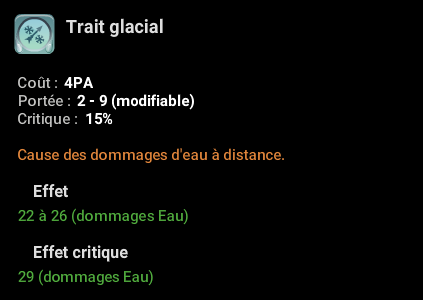 Trait glacial
Coût : 4PA
Portée : 2 - 9 (modifiable)
Critique : 15%
Cause des dommages d'eau à distance.
Effet
22 à 26 (dommages Eau)
Effet critique
29 (dommages Eau)